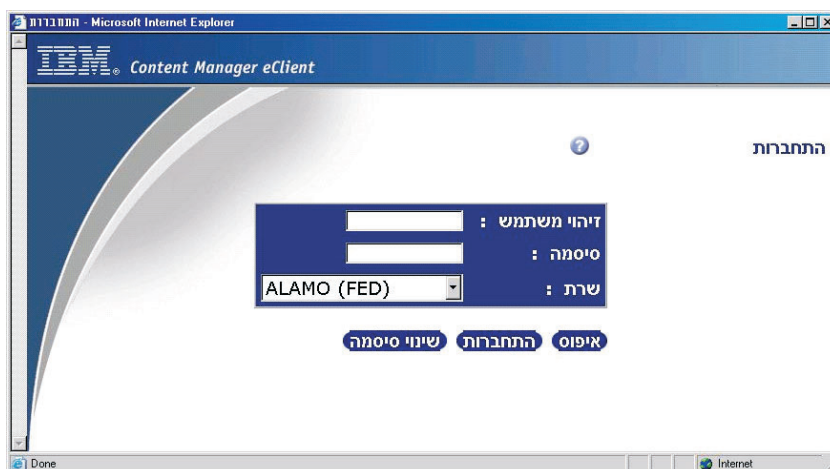 התחברות - Microsoft Internet Explorer
IBM® Content Manager eClient
התחברות
זיהוי משתמש :
סיסמה :
שרת : ALAMO (FED)
איפוס התחברות שינוי סיסמה
Done Internet